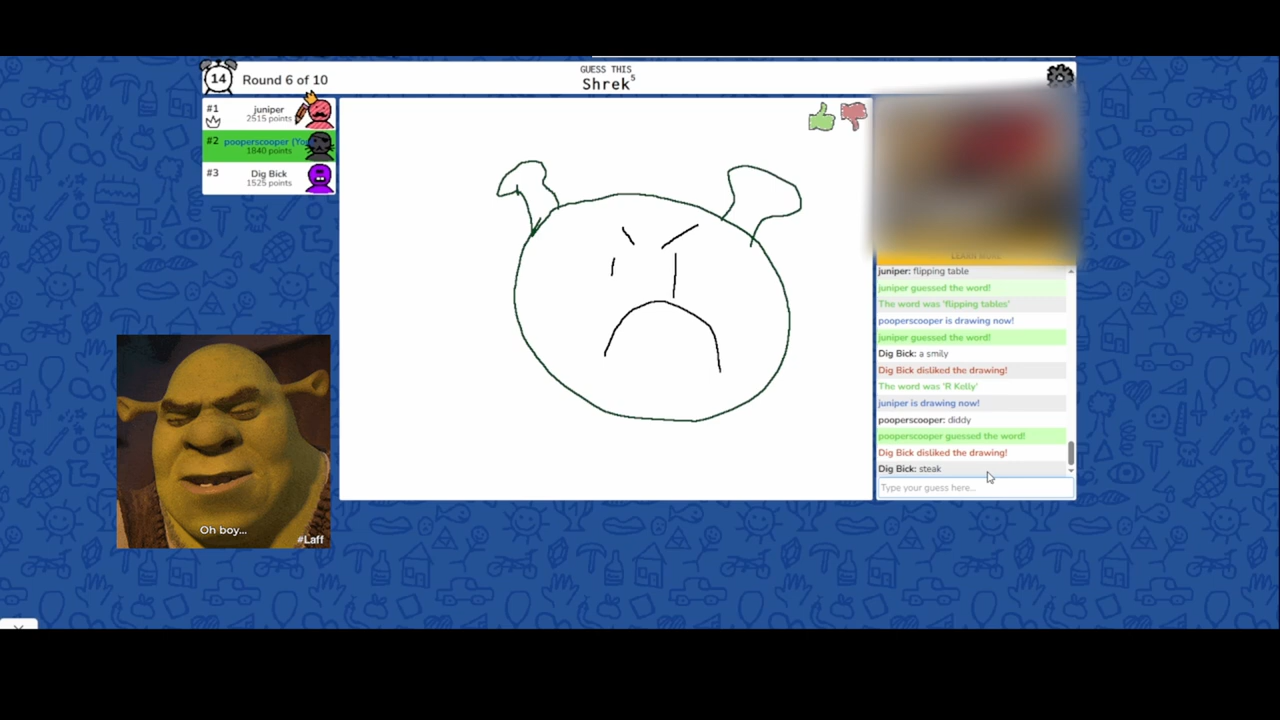 14
Round 6 of 10
GUESS THIS
Shrek5
#1
juniper
2515 points
#2
pooperscooper (Yo
1840 points
#3
Dig Bick
1525 points
LEARN MORE
juniper: flipping table
juniper guessed the word!
The word was 'flipping tables'
pooperscooper is drawing now!
juniper guessed the word!
Dig Bick: a smily
Dig Bick disliked the drawing!
The word was 'R Kelly'
juniper is drawing now!
pooperscooper: diddy
pooperscooper guessed the word!
Dig Bick disliked the drawing!
Dig Bick: steak
Type your guess here...
Oh boy...
#Laff